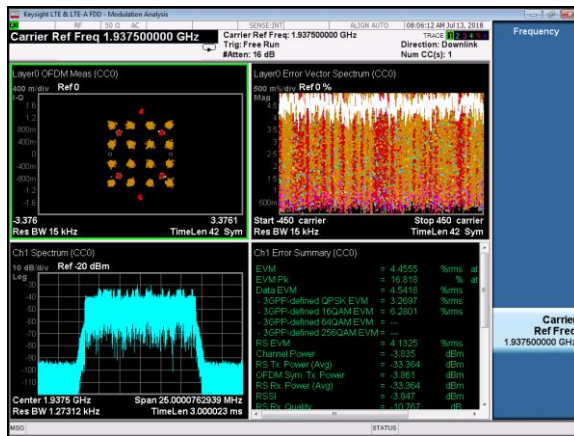 Keysight LTE & LTE-A FDD - Modulation Analysis
RF 50 Ω AC SENSE:INT ALIGN AUTO 08:06:12 AM Jul 13, 2018
Carrier Ref Freq 1.937500000 GHz
Carrier Ref Freq: 1.937500000 GHz
Trig: Free Run
#Atten: 16 dB
TRACE 1 2 3 4 5 6
Direction: Downlink
Num CC(s): 1
Frequency
Layer0 OFDM Meas (CC0)
400 m/div Ref 0
I-Q
1.6
1.2
800m
400m
0
-400m
-800m
-1.2
-1.6
-3.376 3.3761
Res BW 15 kHz TimeLen 42 Sym
Layer0 Error Vector Spectrum (CC0)
500 m%/div Ref 0 %
Mag
4.5
4
3.5
3
2.5
2
1.5
1
500m
Start -450 carrier Stop 450 carrier
Res BW 15 kHz TimeLen 42 Sym
Ch1 Spectrum (CC0)
10 dB/div Ref -20 dBm
Log
-30
-40
-50
-60
-70
-80
-90
-100
-110
Center 1.9375 GHz Span 25.0000762939 MHz
Res BW 1.27312 kHz TimeLen 3.000023 ms
Ch1 Error Summary (CC0)
EVM = 4.4555 %rms at
EVM Pk = 16.818 % at
Data EVM = 4.5418 %rms
- 3GPP-defined QPSK EVM = 3.2697 %rms
- 3GPP-defined 16QAM EVM = 6.2801 %rms
- 3GPP-defined 64QAM EVM = ---
- 3GPP-defined 256QAM EVM = ---
RS EVM = 4.1325 %rms
Channel Power = -3.835 dBm
RS Tx. Power (Avg) = -33.364 dBm
OFDM Sym. Tx. Power = -3.861 dBm
RS Rx. Power (Avg) = -33.364 dBm
RSSI = -3.847 dBm
RS Rx. Quality = -10.767 dB
Carrier
Ref Freq
1.937500000 GHz
MSG STATUS